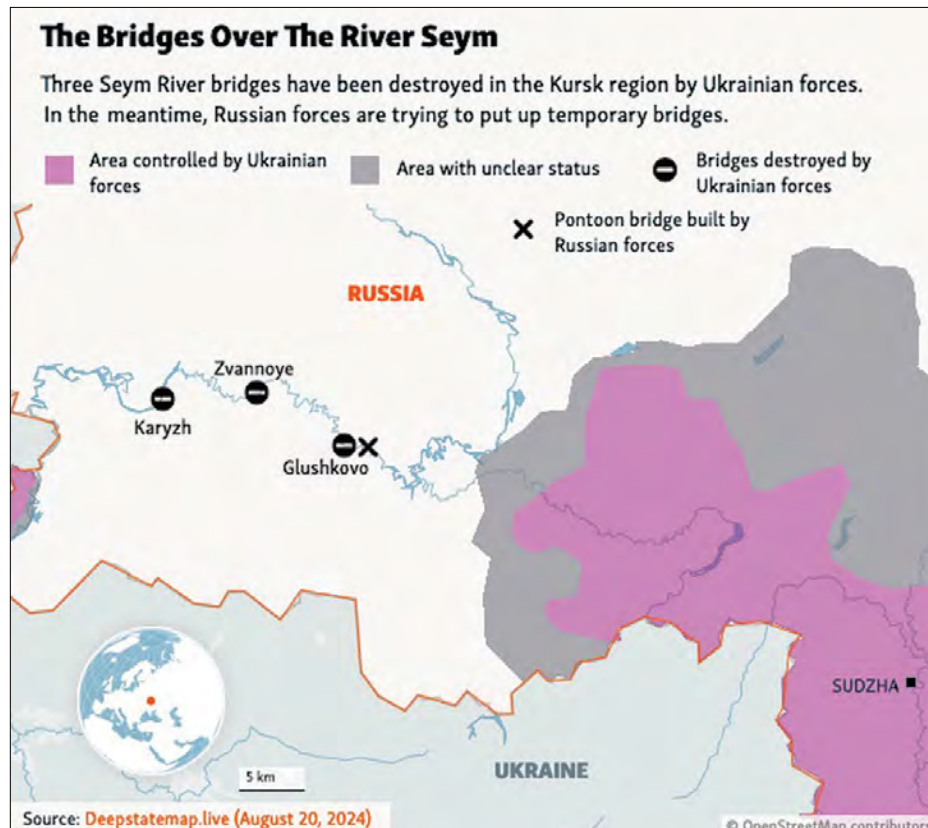 The Bridges Over The River Seym
Three Seym River bridges have been destroyed in the Kursk region by Ukrainian forces.
In the meantime, Russian forces are trying to put up temporary bridges.
Area controlled by Ukrainian
forces
Area with unclear status
Bridges destroyed by
Ukrainian forces
Pontoon bridge built by
Russian forces
RUSSIA
Zvannoye
Karyzh
Glushkovo
SUDZHA
UKRAINE
5 km
Source: Deepstatemap.live (August 20, 2024)
© OpenStreetMap contributors